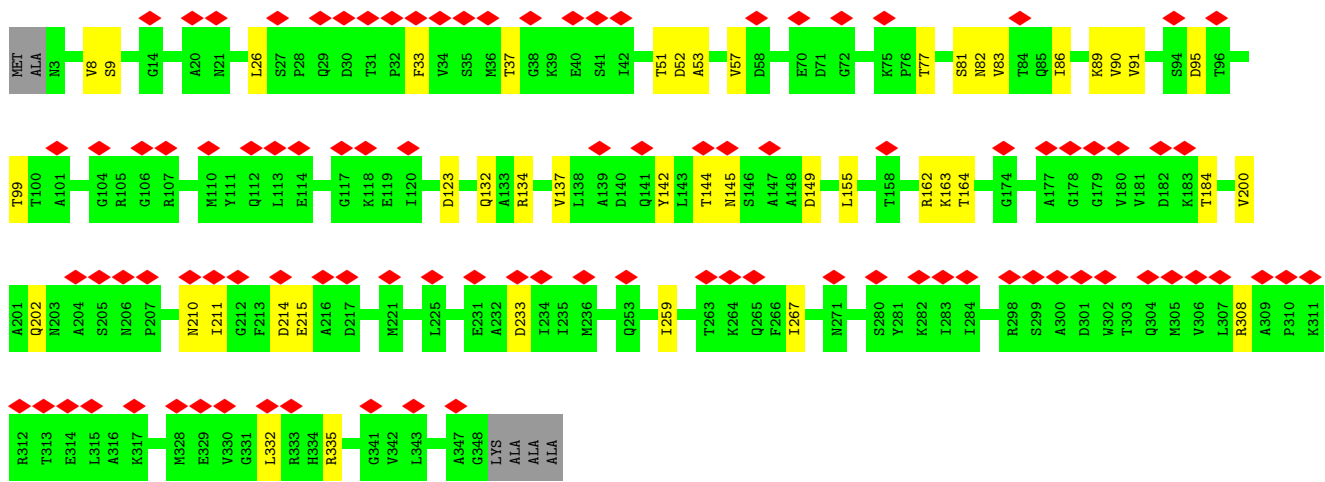 MET ALA N3 V8 S9 G14 A20 N21 L26 S27 P28 Q29 D30 T31 P32 F33 V34 S35 M36 T37 G38 K39 E40 S41 I42 T51 D52 A53 V57 D58 E70 D71 G72 K75 P76 T77 S81 N82 V83 T84 Q85 I86 K89 V90 V91 S94 D95 T96
T99 T100 A101 G104 R105 G106 R107 M110 Y111 Q112 L113 E114 G117 K118 E119 I120 D123 Q132 A133 R134 V137 L138 A139 D140 Q141 Y142 L143 T144 N145 S146 A147 A148 D149 L155 T158 R162 K163 T164 G174 A177 G178 G179 V180 V181 D182 K183 T184 V200
A201 Q202 N203 A204 S205 N206 P207 N210 I211 G212 F213 D214 E215 A216 D217 M221 L225 E231 A232 D233 I234 I235 M236 Q253 I259 T263 K264 Q265 F266 I267 N271 S280 Y281 K282 I283 I284 R298 S299 A300 D301 W302 T303 Q304 M305 V306 L307 R308 A309 P310 K311
R312 T313 E314 L315 A316 K317 M328 E329 V330 G331 L332 R333 H334 R335 G341 V342 L343 A347 G348 LYS ALA ALA ALA